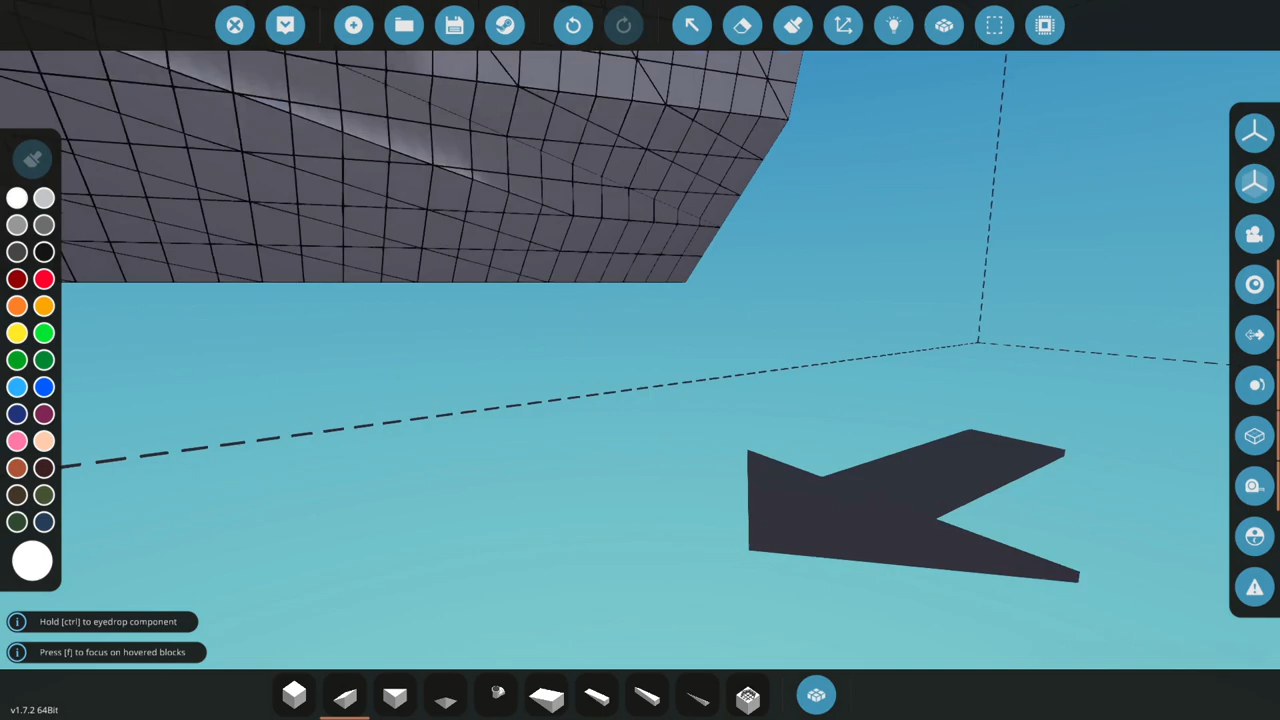 Hold [ctrl] to eyedrop component
Press [f] to focus on hovered blocks
v1.7.2 64Bit